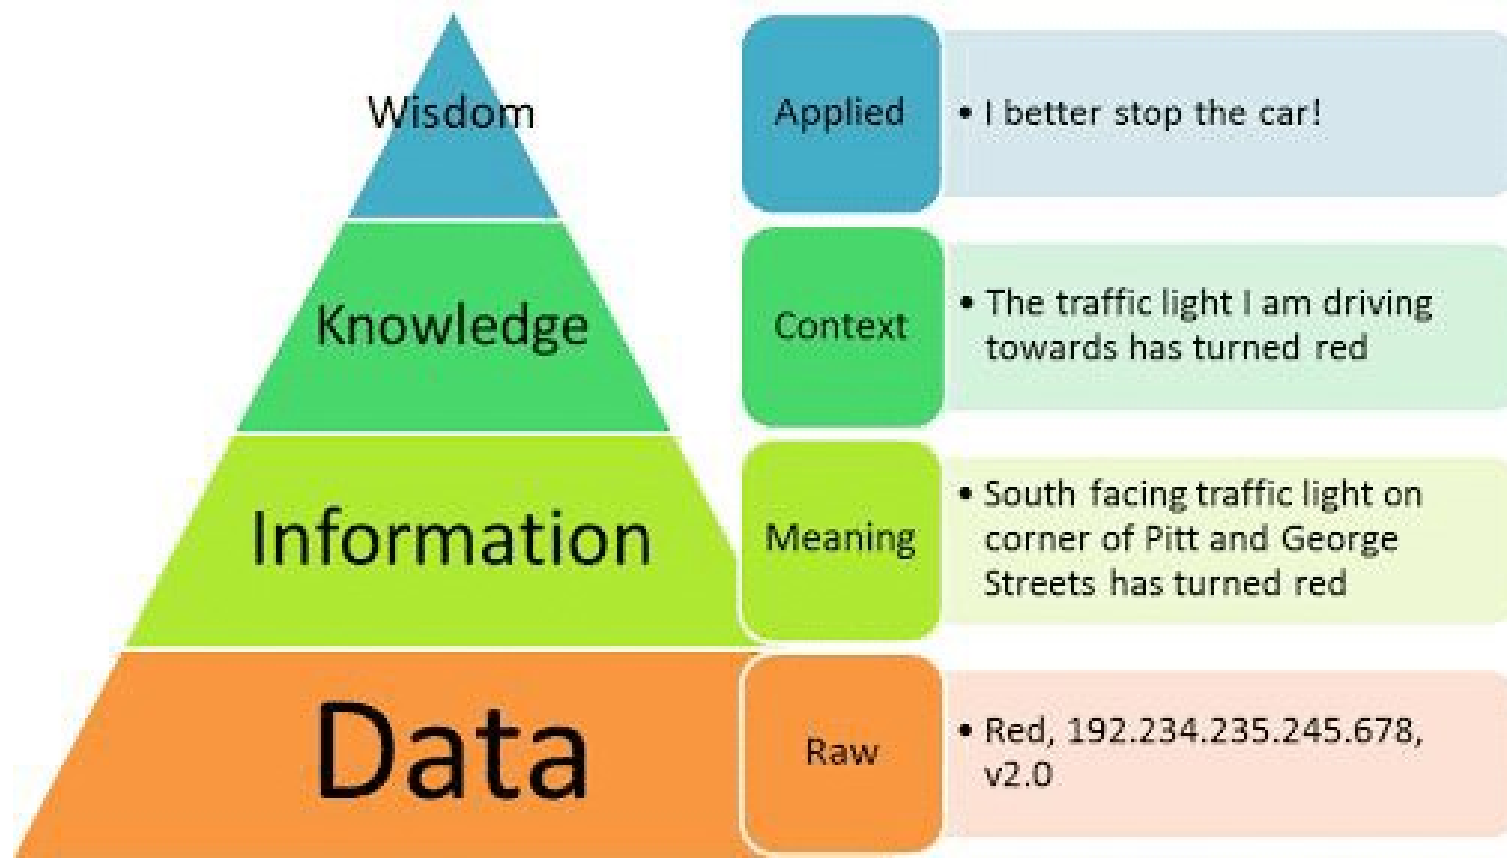 Wisdom
Applied
• I better stop the car!
Knowledge
Context
• The traffic light I am driving
towards has turned red
Information
Meaning
• South facing traffic light on
corner of Pitt and George
Streets has turned red
Data
Raw
• Red, 192.234.235.245.678,
v2.0